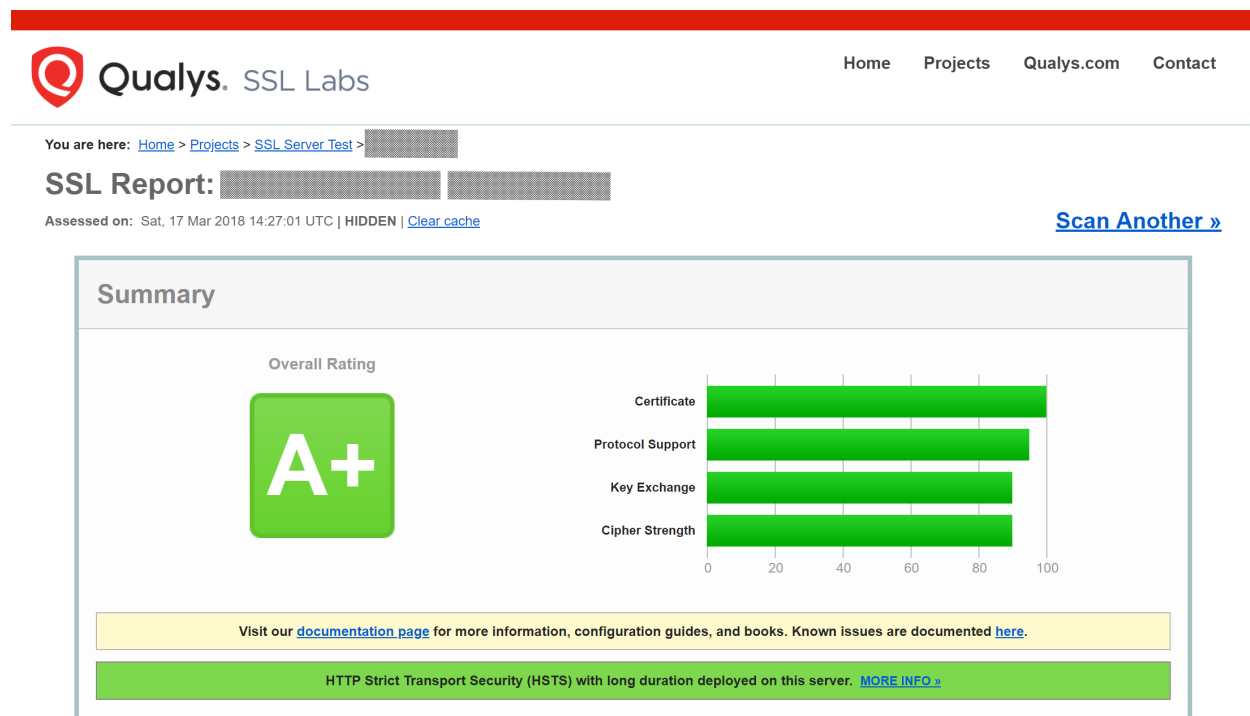 Qualys. SSL Labs
Home Projects Qualys.com Contact
You are here: Home > Projects > SSL Server Test >
SSL Report:
Assessed on: Sat, 17 Mar 2018 14:27:01 UTC | HIDDEN | Clear cache
Scan Another »
Summary
Overall Rating
A+
Certificate
Protocol Support
Key Exchange
Cipher Strength
0 20 40 60 80 100
Visit our documentation page for more information, configuration guides, and books. Known issues are documented here.
HTTP Strict Transport Security (HSTS) with long duration deployed on this server. MORE INFO »